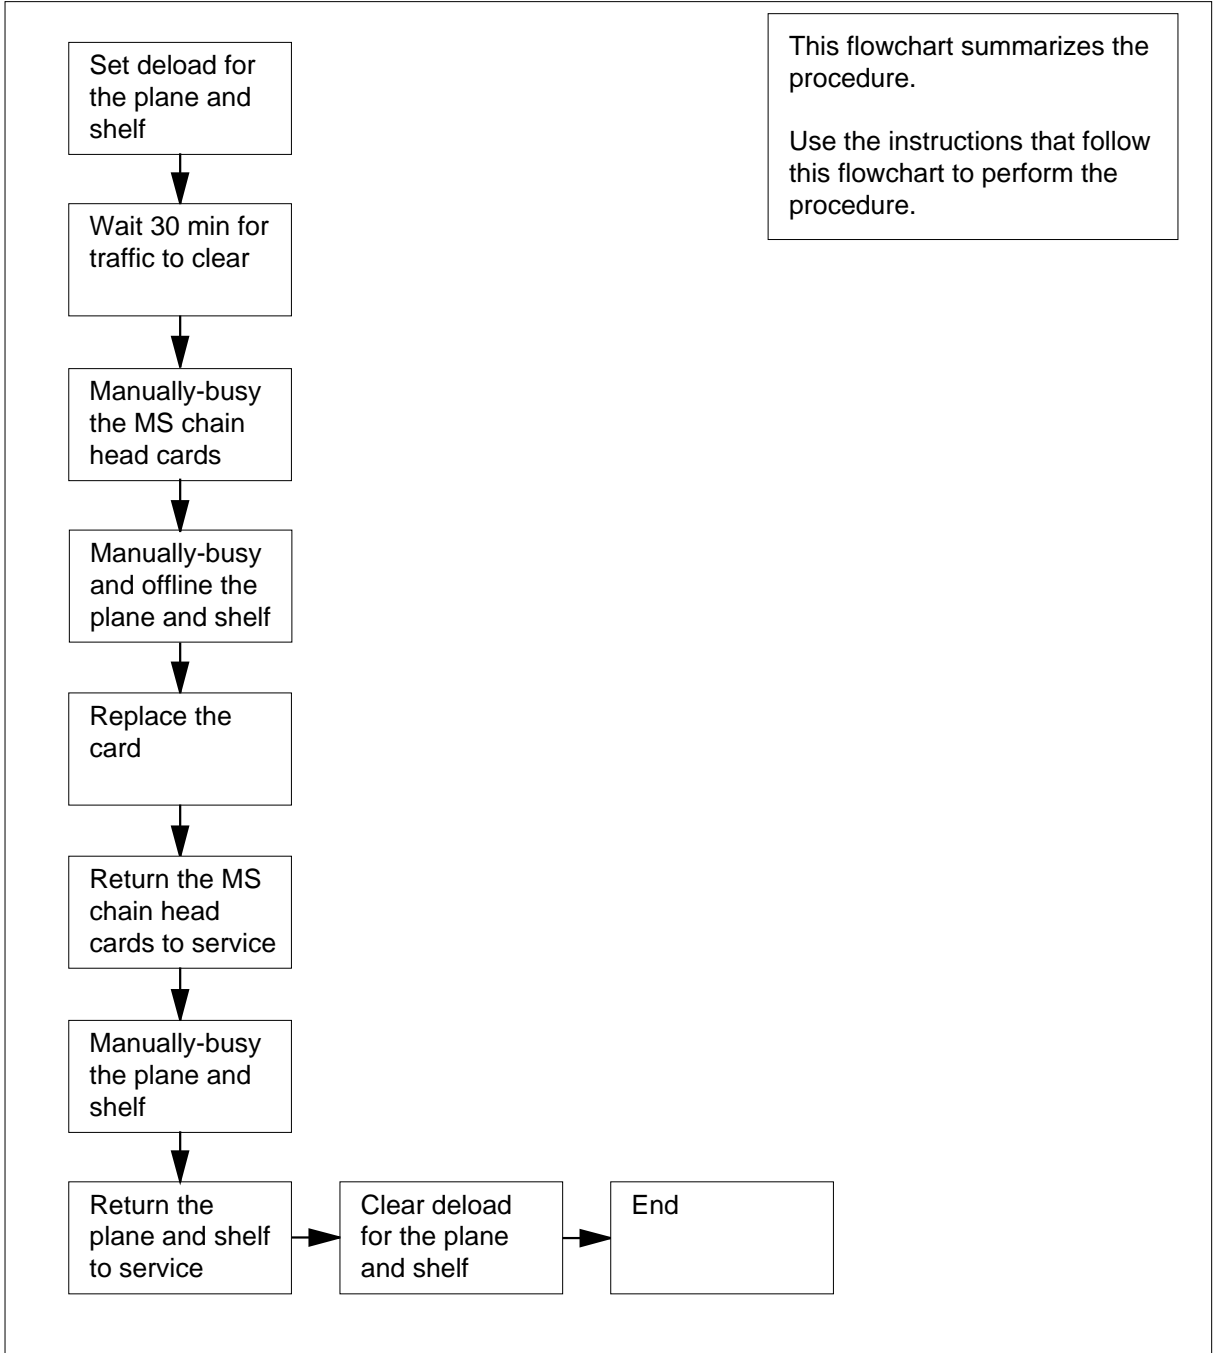 Set deload for
the plane and
shelf
This flowchart summarizes the
procedure.
Use the instructions that follow
this flowchart to perform the
procedure.
Wait 30 min for
traffic to clear
Manually-busy
the MS chain
head cards
Manually-busy
and offline the
plane and shelf
Replace the
card
Return the MS
chain head
cards to service
Manually-busy
the plane and
shelf
Return the
plane and shelf
to service
Clear deload
for the plane
and shelf
End